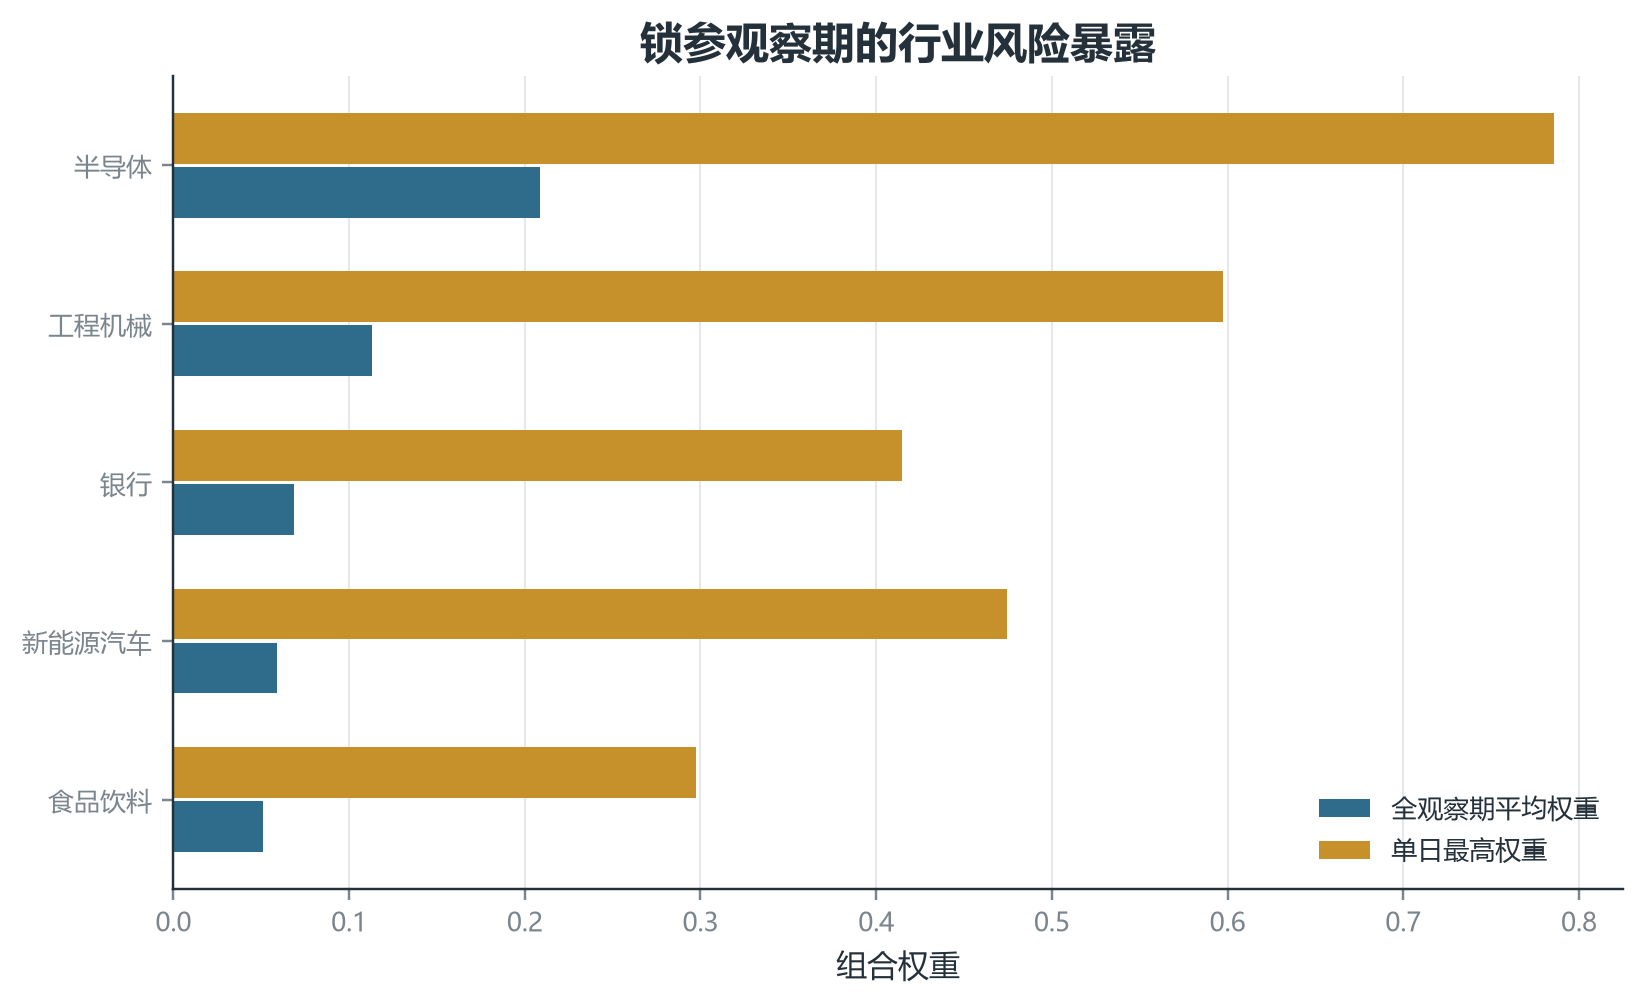 锁参观察期的行业风险暴露
半导体
工程机械
银行
新能源汽车
食品饮料
全观察期平均权重
单日最高权重
0.0 0.1 0.2 0.3 0.4 0.5 0.6 0.7 0.8
组合权重